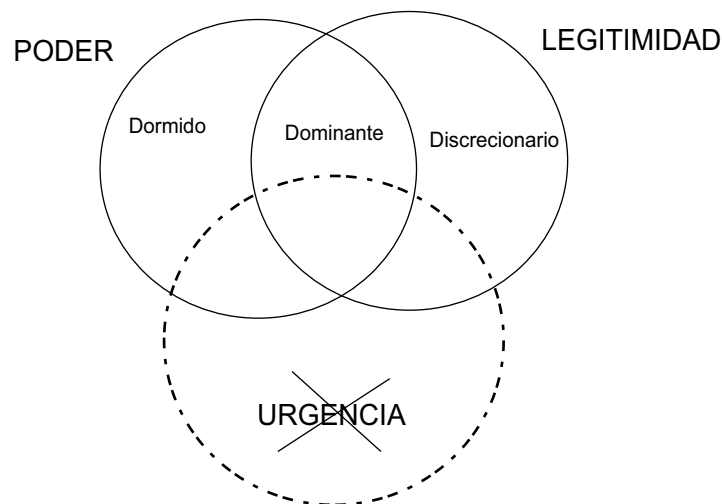 PODER
LEGITIMIDAD
Dormido
Dominante
Discrecionario
URGENCIA